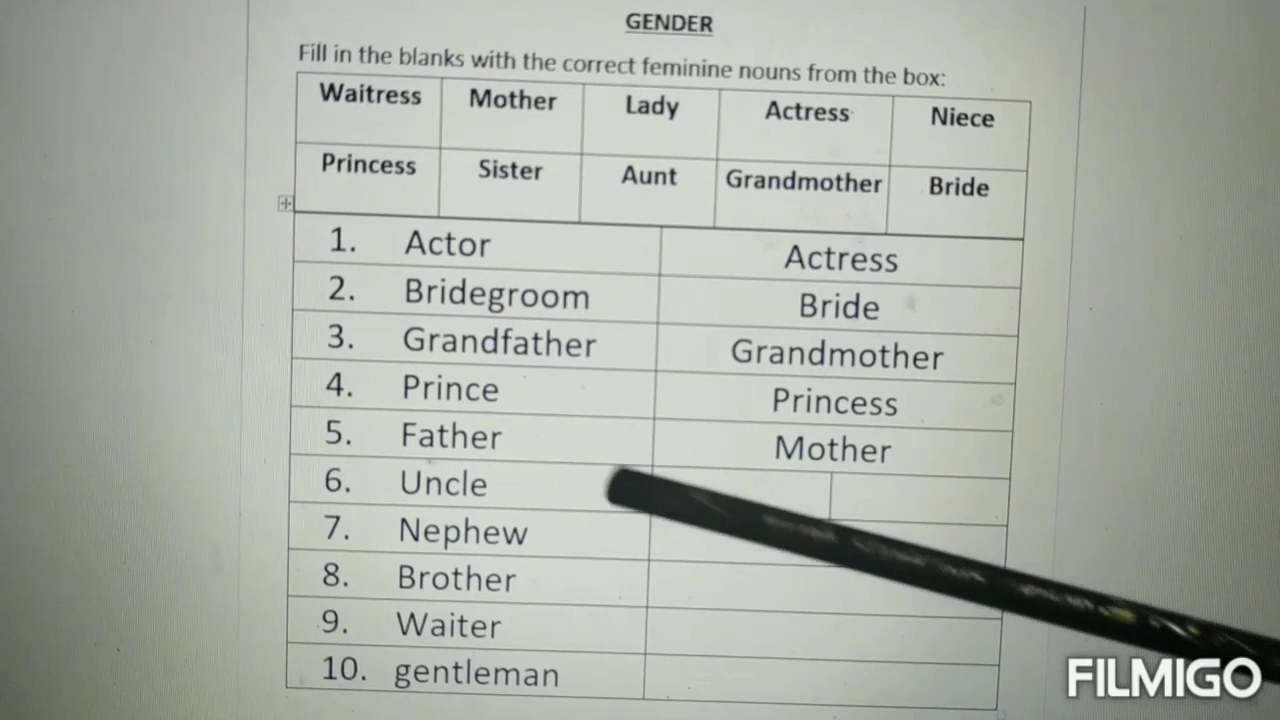 GENDER
Fill in the blanks with the correct feminine nouns from the box:
Waitress Mother Lady Actress Niece
Princess Sister Aunt Grandmother Bride
1. Actor Actress
2. Bridegroom Bride
3. Grandfather Grandmother
4. Prince Princess
5. Father Mother
6. Uncle
7. Nephew
8. Brother
9. Waiter
10. gentleman
FILMIGO